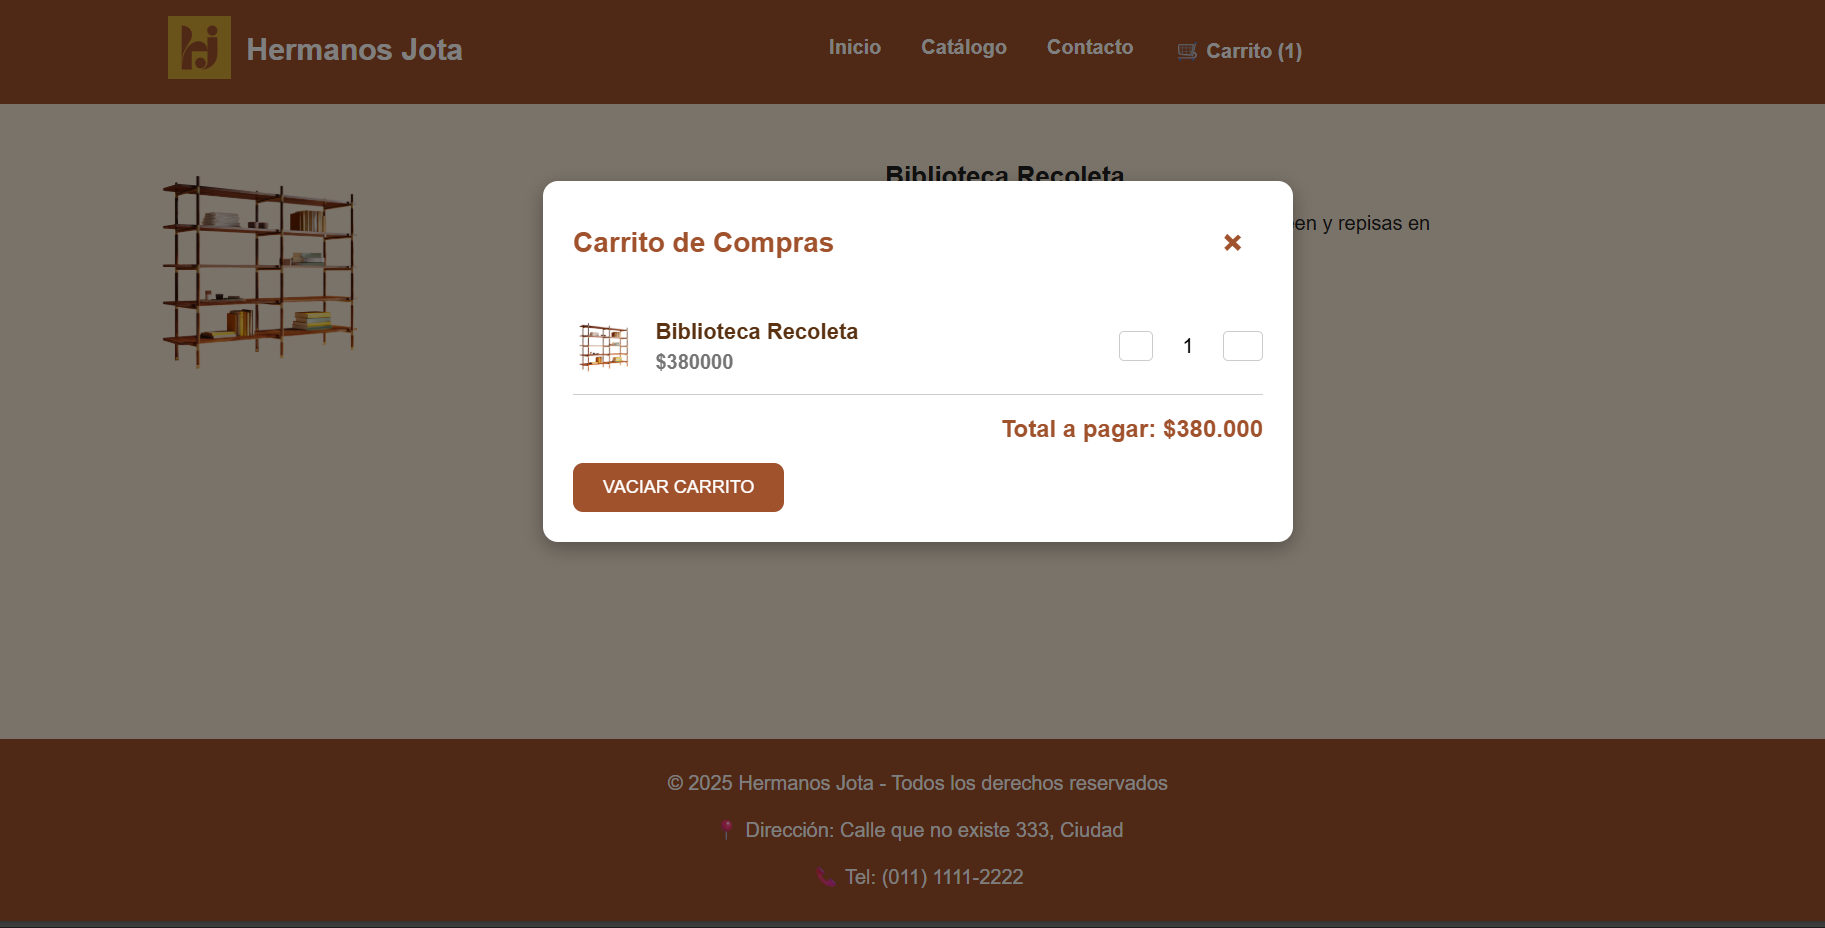 Hermanos Jota
Inicio
Catálogo
Contacto
Carrito (1)
Biblioteca Recoleta
een y repisas en
Carrito de Compras
Biblioteca Recoleta
$380000
1
Total a pagar: $380.000
VACIAR CARRITO
© 2025 Hermanos Jota - Todos los derechos reservados
Dirección: Calle que no existe 333, Ciudad
Tel: (011) 1111-2222